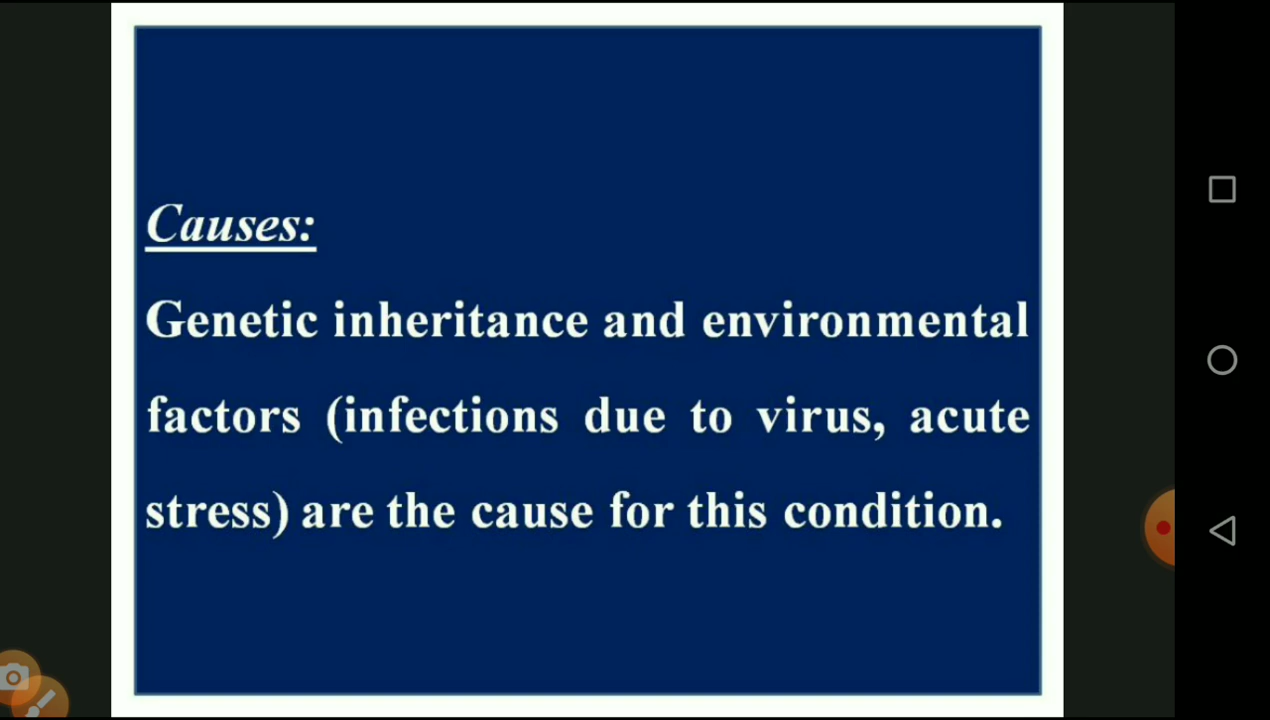 Causes:
Genetic inheritance and environmental
factors (infections due to virus, acute
stress) are the cause for this condition.